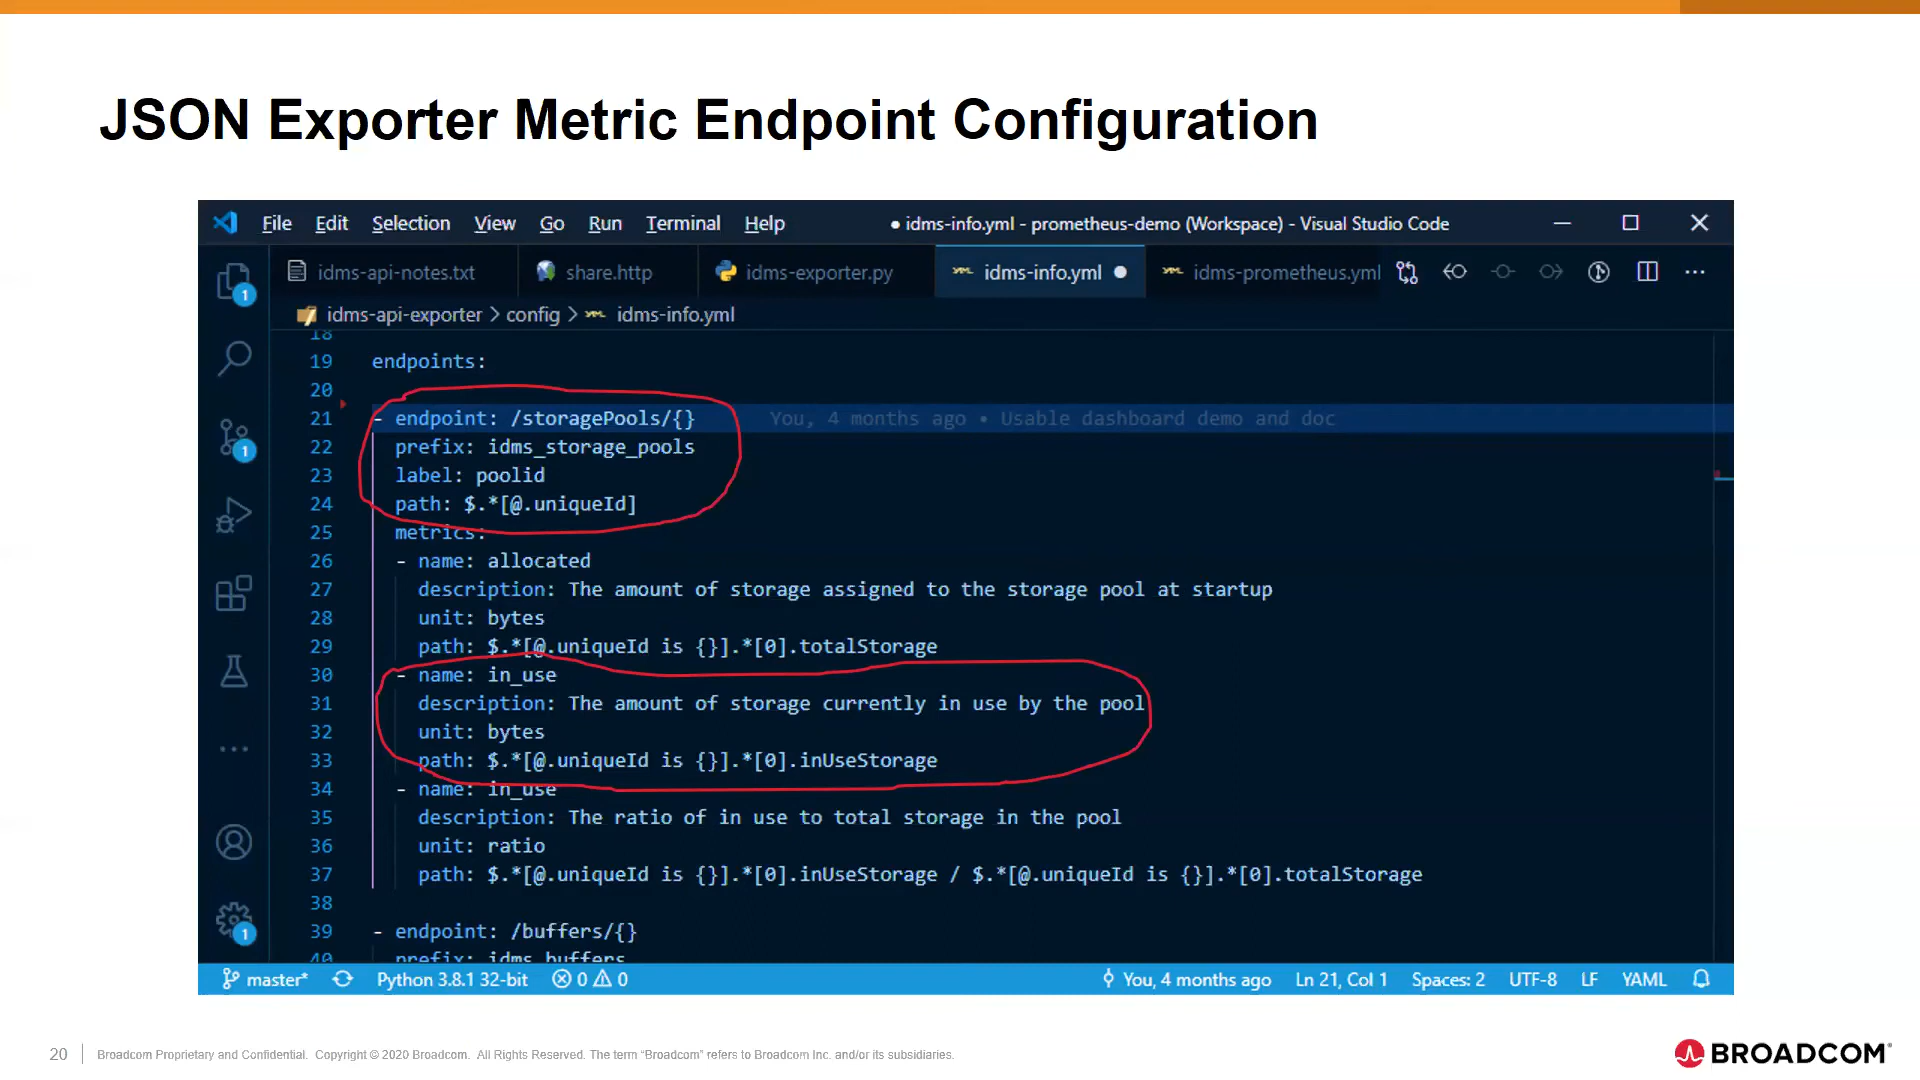 JSON Exporter Metric Endpoint Configuration
File Edit Selection View Go Run Terminal Help ● idms-info.yml - prometheus-demo (Workspace) - Visual Studio Code
idms-api-notes.txt share.http idms-exporter.py idms-info.yml ● idms-prometheus.yml ...
idms-api-exporter > config > idms-info.yml
18
19 endpoints:
20
21 - endpoint: /storagePools/{} You, 4 months ago • Usable dashboard demo and doc
22 prefix: idms_storage_pools
23 label: poolid
24 path: $.*[@.uniqueId]
25 metrics:
26 - name: allocated
27 description: The amount of storage assigned to the storage pool at startup
28 unit: bytes
29 path: $.*[@.uniqueId is {}].*[0].totalStorage
30 - name: in_use
31 description: The amount of storage currently in use by the pool
32 unit: bytes
33 path: $.*[@.uniqueId is {}].*[0].inUseStorage
34 - name: in_use
35 description: The ratio of in use to total storage in the pool
36 unit: ratio
37 path: $.*[@.uniqueId is {}].*[0].inUseStorage / $.*[@.uniqueId is {}].*[0].totalStorage
38
39 - endpoint: /buffers/{}
40 prefix: idms_buffers
1
1
1
master* Python 3.8.1 32-bit 0 0 You, 4 months ago Ln 21, Col 1 Spaces: 2 UTF-8 LF YAML
20 Broadcom Proprietary and Confidential. Copyright © 2020 Broadcom. All Rights Reserved. The term “Broadcom” refers to Broadcom Inc. and/or its subsidiaries.
BROADCOM®